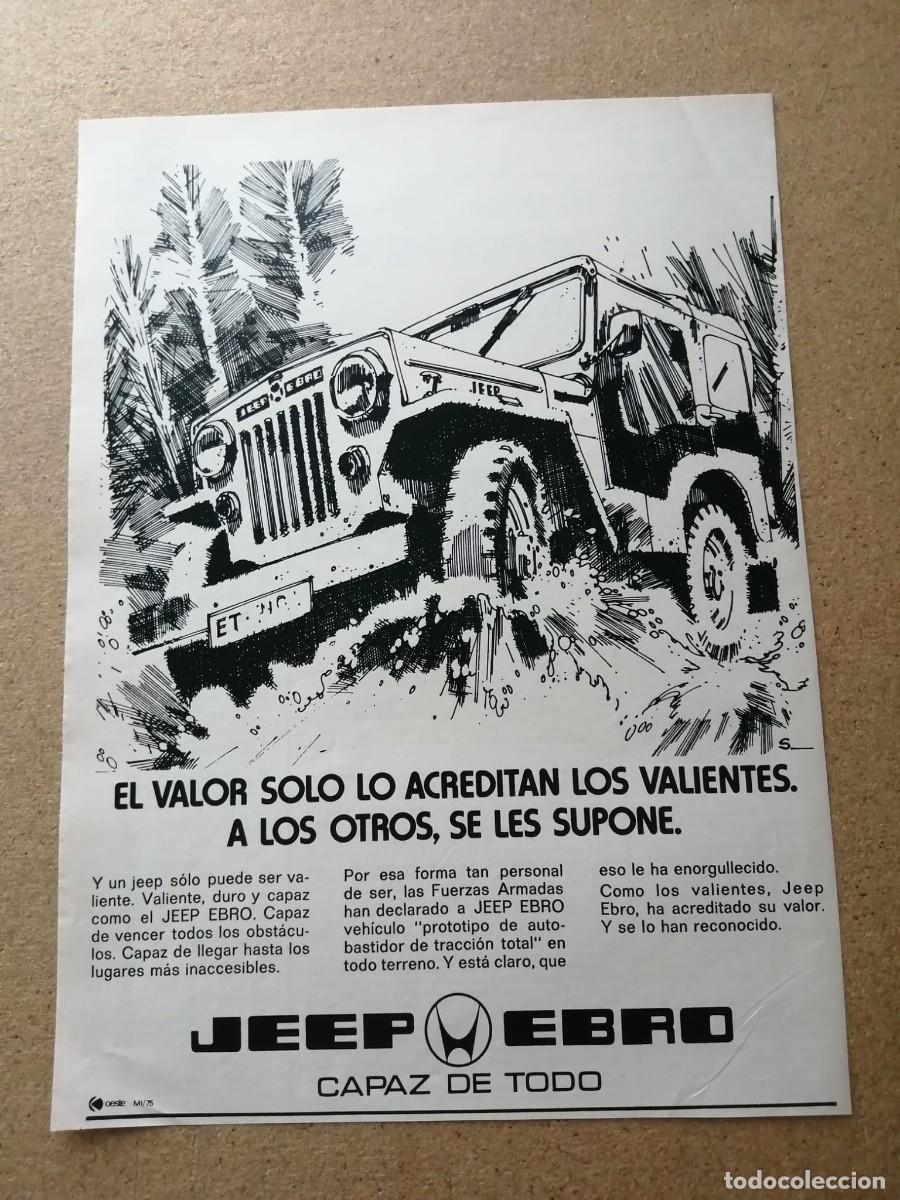 JEEP EBRO
JEEP
ET
S
EL VALOR SOLO LO ACREDITAN LOS VALIENTES.
A LOS OTROS, SE LES SUPONE.
Y un jeep sólo puede ser va-
liente. Valiente, duro y capaz
como el JEEP EBRO. Capaz
de vencer todos los obstácu-
los. Capaz de llegar hasta los
lugares más inaccesibles.
Por esa forma tan personal
de ser, las Fuerzas Armadas
han declarado a JEEP EBRO
vehículo "prototipo de auto-
bastidor de tracción total" en
todo terreno. Y está claro, que
eso le ha enorgullecido.
Como los valientes, Jeep
Ebro, ha acreditado su valor.
Y se lo han reconocido.
JEEP EBRO
CAPAZ DE TODO
oeste MI/75
todocoleccion